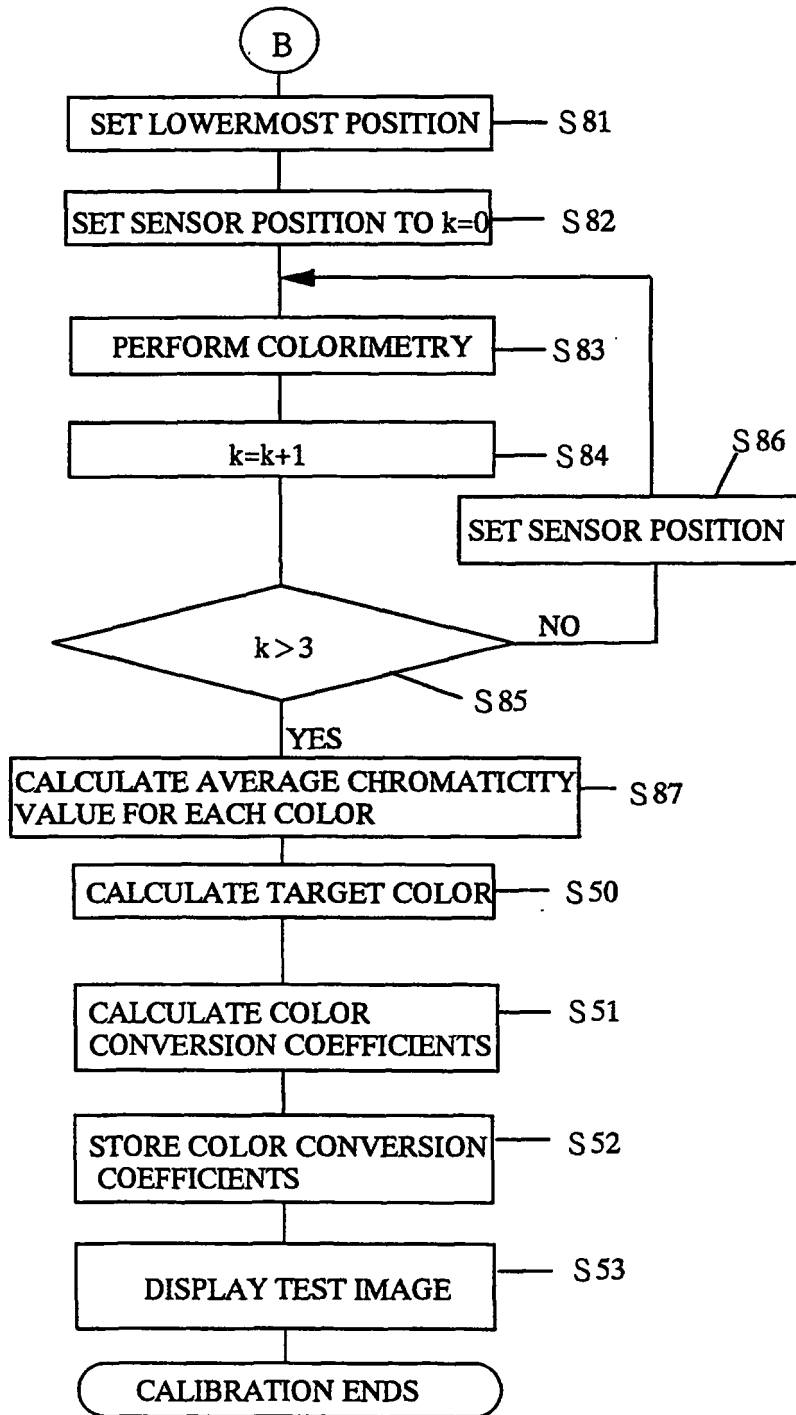 B
SET LOWERMOST POSITION
S81
SET SENSOR POSITION TO k=0
S82
PERFORM COLORIMETRY
S83
k=k+1
S84
S86
SET SENSOR POSITION
k>3
NO
S85
YES
CALCULATE AVERAGE CHROMATICITY
VALUE FOR EACH COLOR
S87
CALCULATE TARGET COLOR
S50
CALCULATE COLOR
CONVERSION COEFFICIENTS
S51
STORE COLOR CONVERSION
COEFFICIENTS
S52
DISPLAY TEST IMAGE
S53
CALIBRATION ENDS